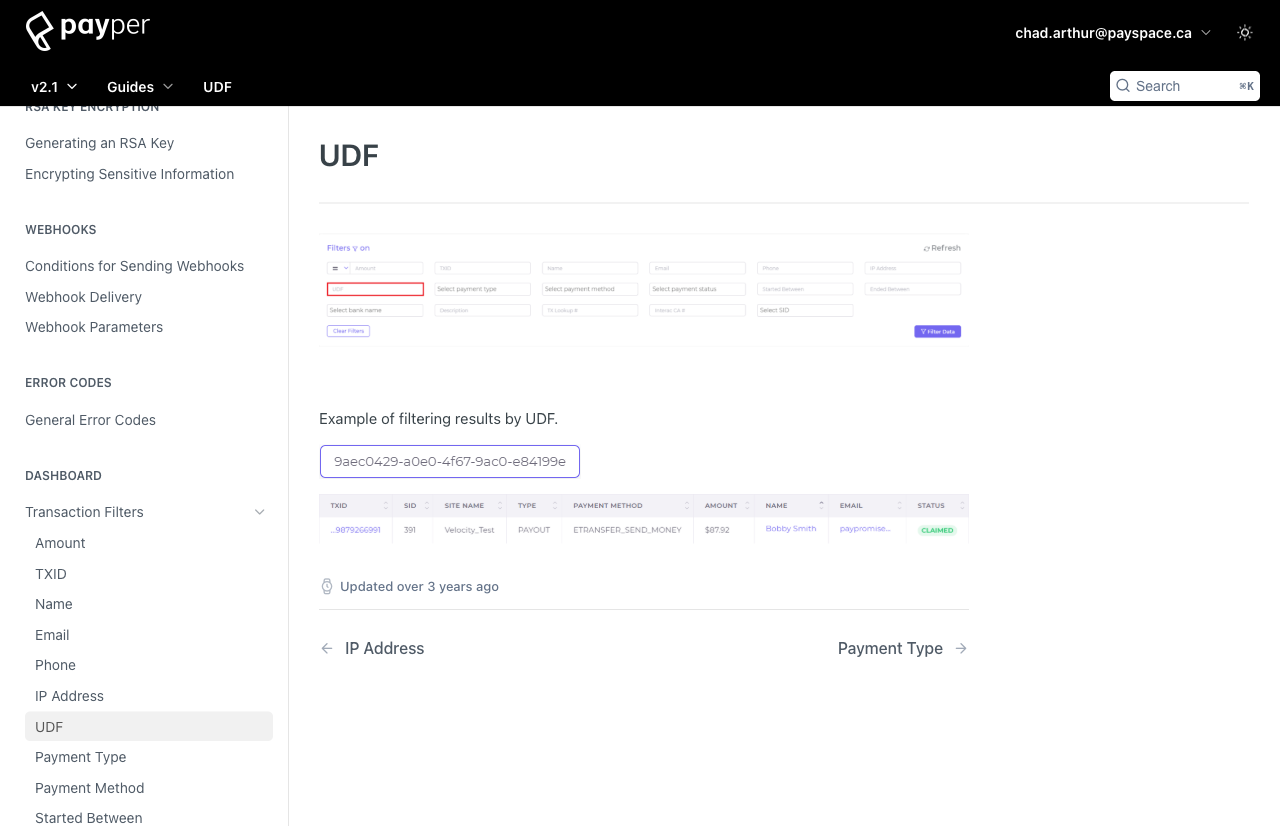 payper
chad.arthur@payspace.ca
v2.1 Guides UDF
Search ⌘K
RSA KEY ENCRYPTION
Generating an RSA Key
Encrypting Sensitive Information
WEBHOOKS
Conditions for Sending Webhooks
Webhook Delivery
Webhook Parameters
ERROR CODES
General Error Codes
DASHBOARD
Transaction Filters
Amount
TXID
Name
Email
Phone
IP Address
UDF
Payment Type
Payment Method
Started Between
UDF
Filters on Refresh
Amount TXID Name Email Phone IP Address
UDF Select payment type Select payment method Select payment status Started Between Ended Between
Select bank name Description FX Lookup # Interac CA # Select SID
Clear Filters Filter Data
Example of filtering results by UDF.
9aec0429-a0e0-4f67-9ac0-e84199e
TXID SID SITE NAME TYPE PAYMENT METHOD AMOUNT NAME EMAIL STATUS
...9879266991 391 Velocity_Test PAYOUT ETRANSFER_SEND_MONEY $87.92 Bobby Smith paypromise... CLAIMED
Updated over 3 years ago
IP Address Payment Type